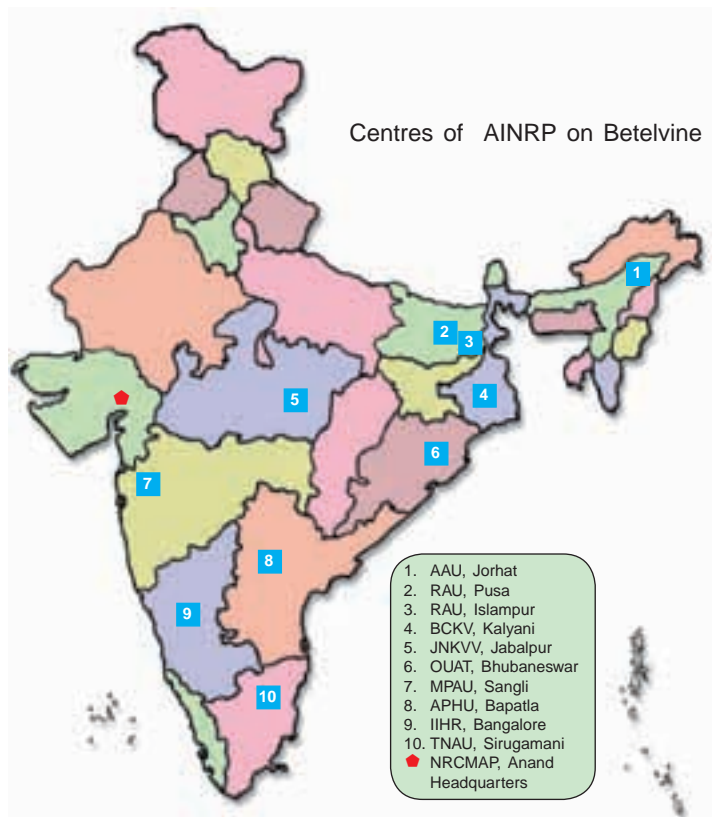 Centres of AINRP on Betelvine
1
2
3
4
5
6
7
8
9
10
1. AAU, Jorhat
2. RAU, Pusa
3. RAU, Islampur
4. BCKV, Kalyani
5. JNKVV, Jabalpur
6. OUAT, Bhubaneswar
7. MPAU, Sangli
8. APHU, Bapatla
9. IIHR, Bangalore
10. TNAU, Sirugamani
NRCMAP, Anand
Headquarters